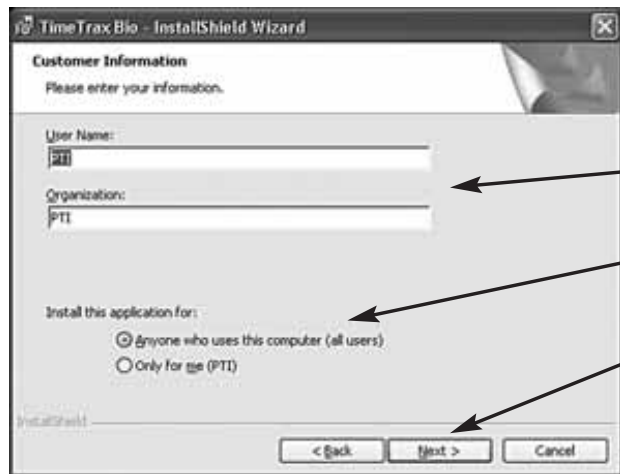 TimeTrax Bio - InstallShield Wizard
Customer Information
Please enter your information.
User Name:
PTI
Organization:
PTI
Install this application for:
Anyone who uses this computer (all users)
Only for me (PTI)
InstallShield
< Back Next > Cancel